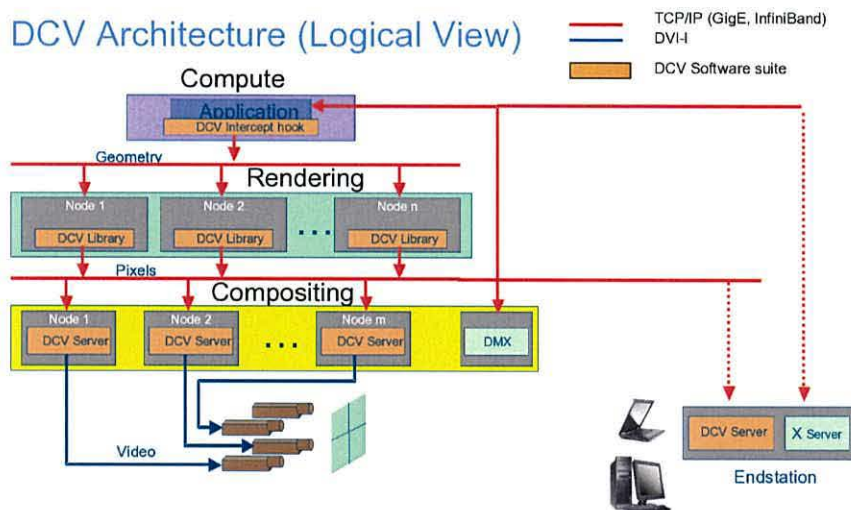 DCV Architecture (Logical View)
TCP/IP (GigE, InfiniBand)
DVI-I
DCV Software suite
Compute
Application
DCV Intercept hook
Geometry
Rendering
Node 1
Node 2
Node n
...
DCV Library
DCV Library
DCV Library
Pixels
Compositing
Node 1
Node 2
Node m
...
DCV Server
DCV Server
DCV Server
DMX
Video
DCV Server
X Server
Endstation